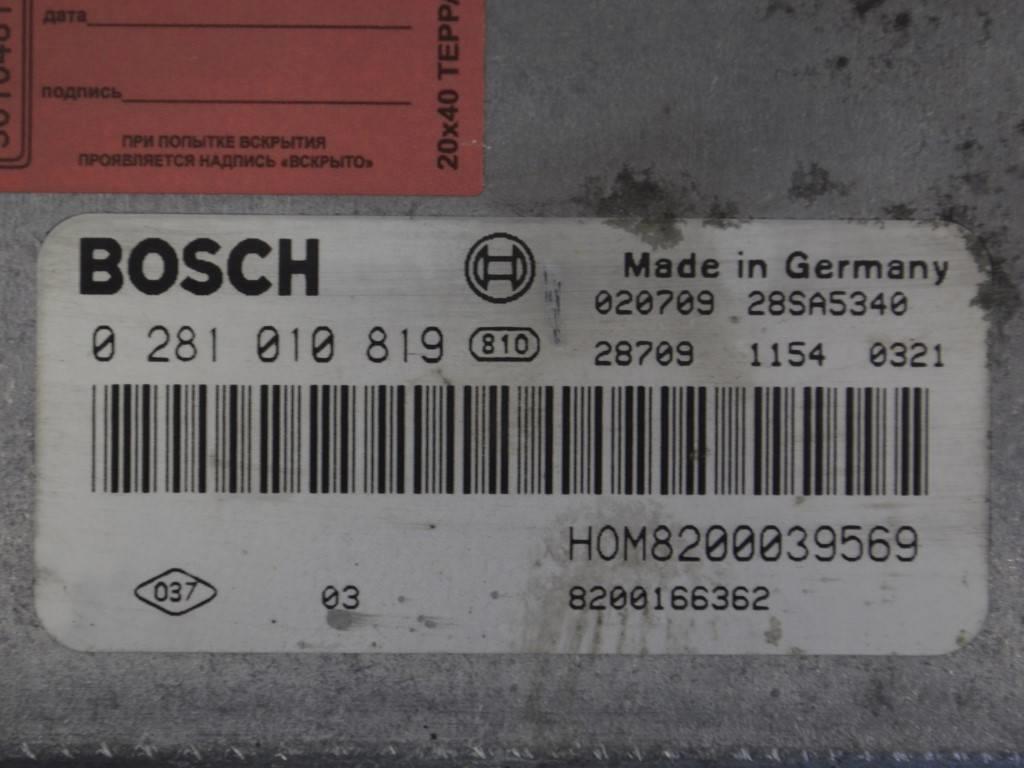 дата
подпись
ПРИ ПОПЫТКЕ ВСКРЫТИЯ
ПРОЯВЛЯЕТСЯ НАДПИСЬ «ВСКРЫТО»
20x40 ТЕРРА
BOSCH
Made in Germany
020709 28SA5340
0 281 010 819 810
28709 1154 0321
HOM8200039569
037 03 8200166362